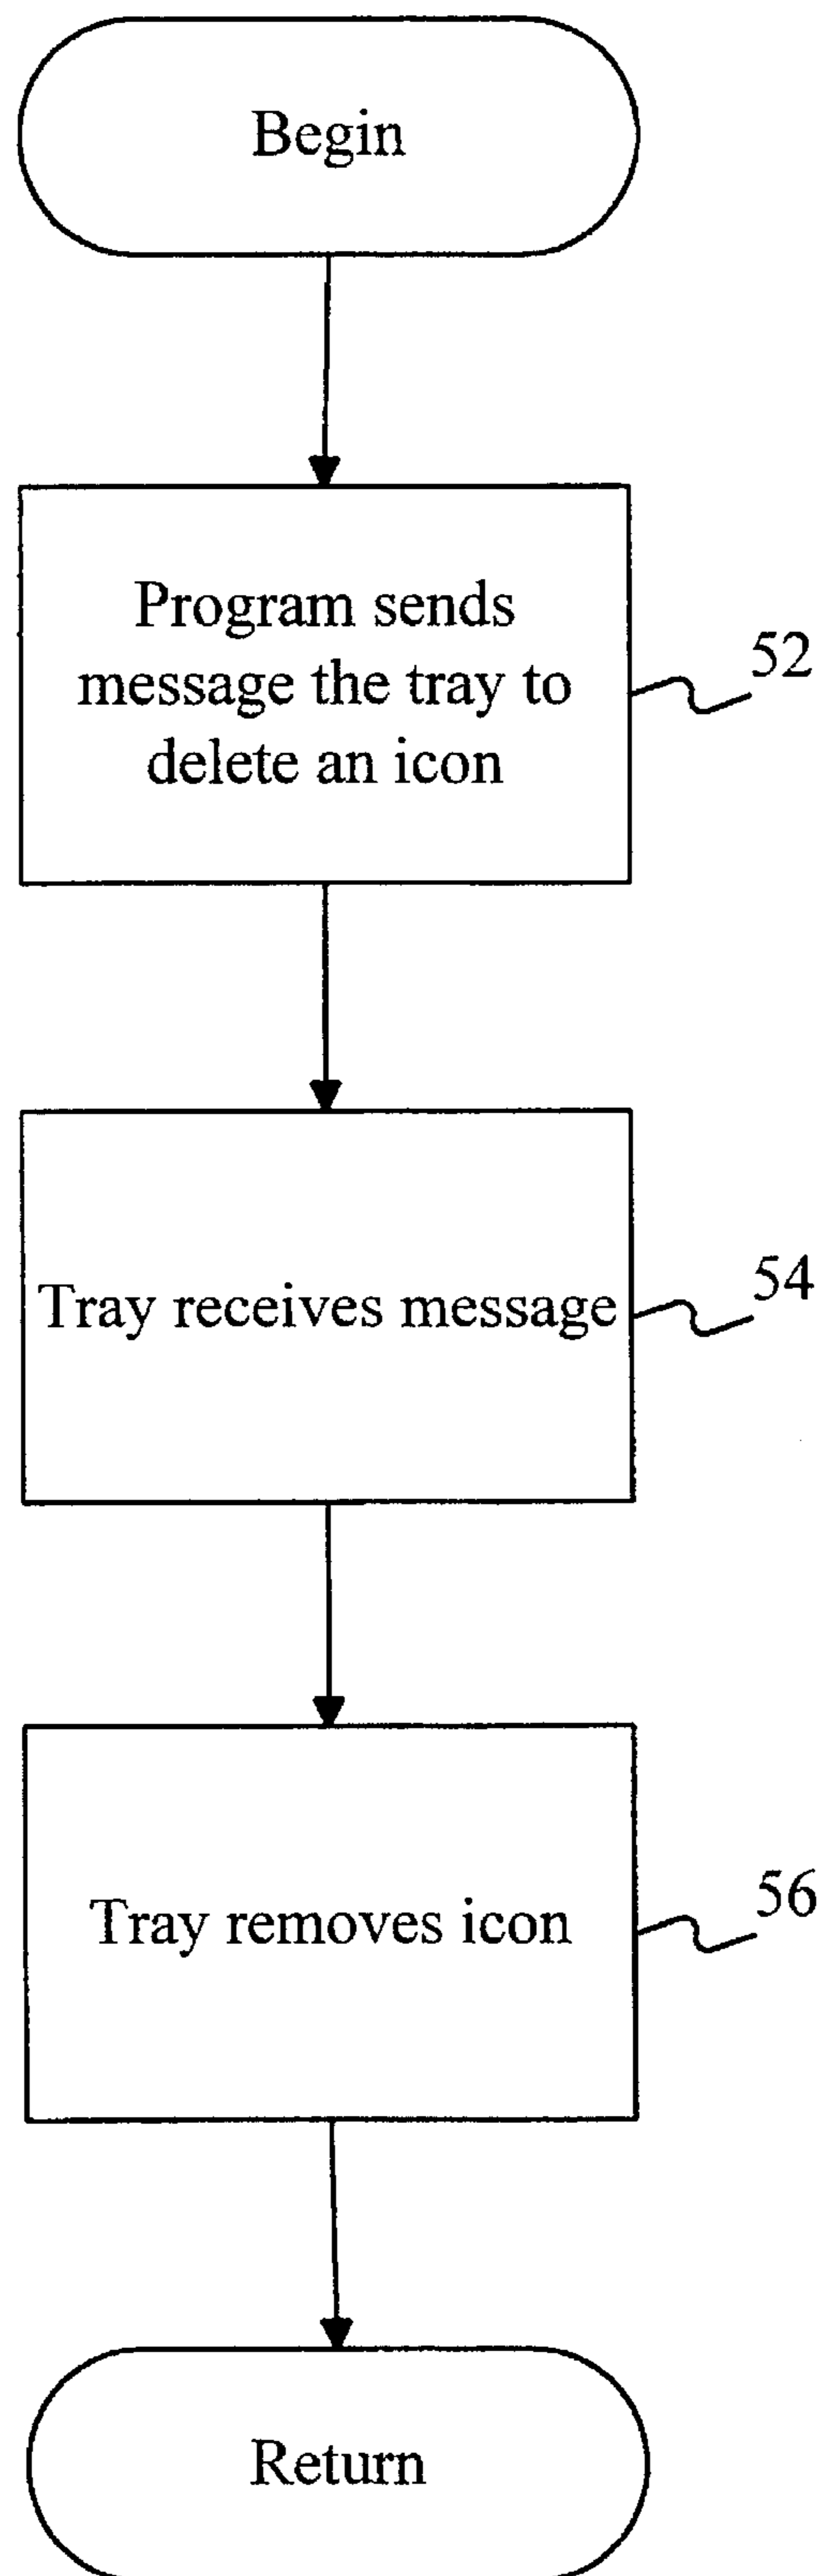 Begin
Program sends
message the tray to
delete an icon
52
Tray receives message
54
Tray removes icon
56
Return